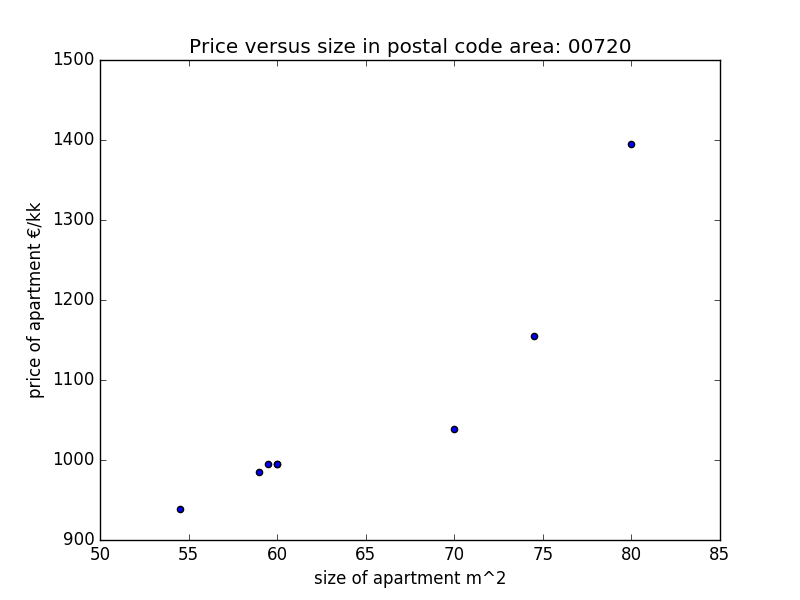 Price versus size in postal code area: 00720
1500
1400
1300
1200
1100
1000
900
price of apartment €/kk
50 55 60 65 70 75 80 85
size of apartment m^2